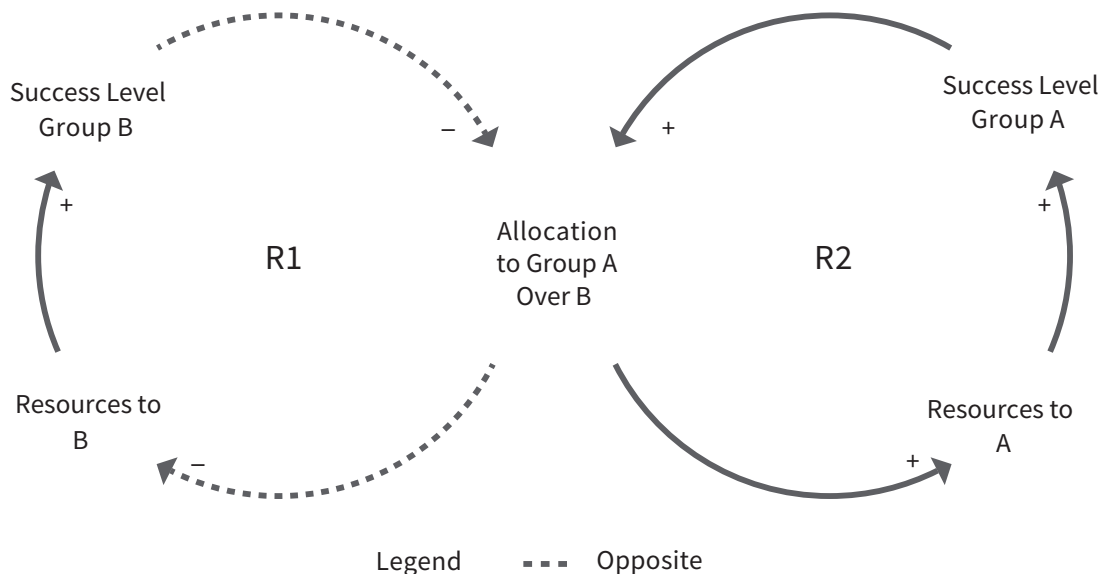 Success Level
Group B
–
+
Success Level
Group A
+
+
R1
Allocation
to Group A
Over B
R2
Resources to
B
–
Resources to
A
+
Legend
Opposite